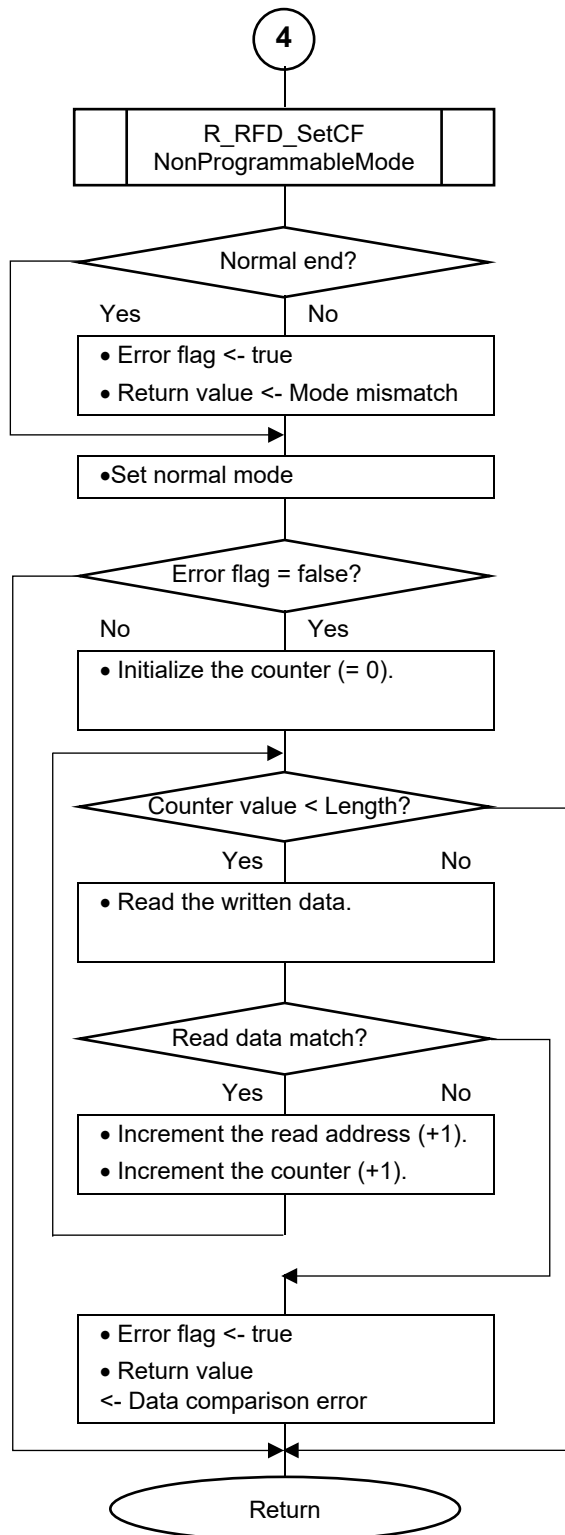 4
R_RFD_SetCF
NonProgrammableMode
Normal end?
Yes No
• Error flag <- true
• Return value <- Mode mismatch
•Set normal mode
Error flag = false?
No Yes
• Initialize the counter (= 0).
Counter value < Length?
Yes No
• Read the written data.
Read data match?
Yes No
• Increment the read address (+1).
• Increment the counter (+1).
• Error flag <- true
• Return value
<- Data comparison error
Return